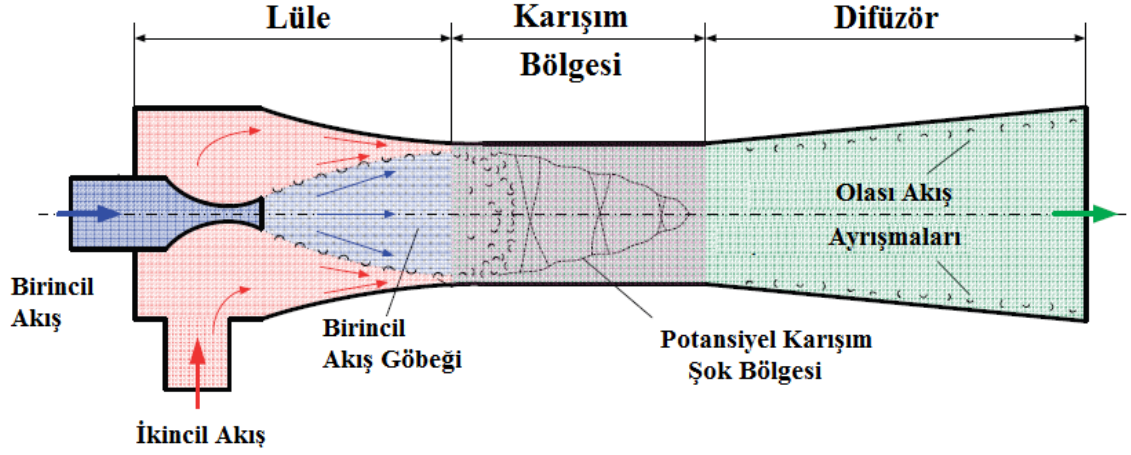 Lüle
Karışım
Bölgesi
Difüzör
Olası Akış
Ayrışmaları
Birincil
Akış
Birincil
Akış Göbeği
Potansiyel Karışım
Şok Bölgesi
İkincil Akış